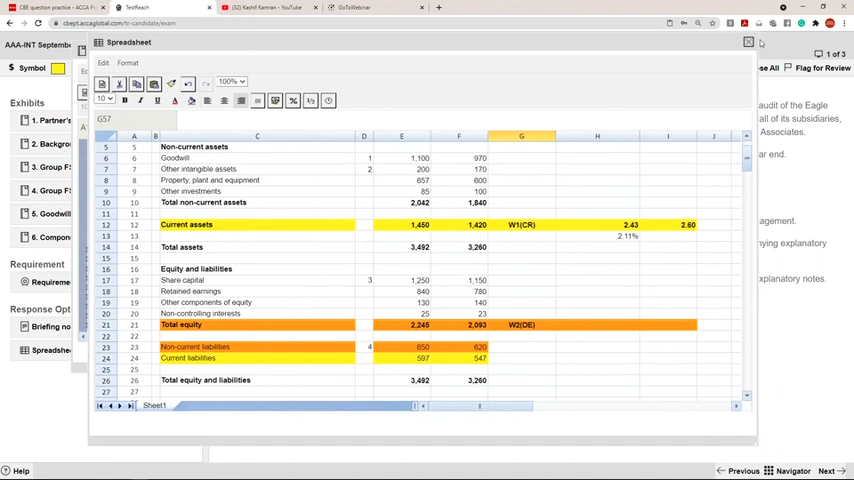 CBE question practice – ACCA P
TestReach
(32) Kashif Kamran - YouTube
GoToWebinar
cbept.accaglobal.com/tr-candidate/exam
AAA-INT Septembe
1 of 3
Symbol
ose All Flag for Review
Exhibits
1. Partner's
2. Backgro
3. Group FS
4. Group FS
5. Goodwill
6. Compon
Requirement
Requireme
Response Opt
Briefing no
Spreadshe
Spreadsheet
Edit Format
100%
10 B I U A
G57
A B C D E F G H I J
5 5 Non-current assets
6 6 Goodwill 1 1,100 970
7 7 Other intangible assets 2 200 170
8 8 Property, plant and equipment 657 600
9 9 Other investments 85 100
10 10 Total non-current assets 2,042 1,840
11 11
12 12 Current assets 1,450 1,420 W1(CR) 2.43 2.60
13 13 2.11%
14 14 Total assets 3,492 3,260
15 15
16 16 Equity and liabilities
17 17 Share capital 3 1,250 1,150
18 18 Retained earnings 840 780
19 19 Other components of equity 130 140
20 20 Non-controlling interests 25 23
21 21 Total equity 2,245 2,093 W2(DE)
22 22
23 23 Non-current liabilities 4 650 620
24 24 Current liabilities 597 547
25 25
26 26 Total equity and liabilities 3,492 3,260
27 27
Sheet1
audit of the Eagle
all of its subsidiaries,
Associates.
ar end.
agement.
nying explanatory
xplanatory notes.
Help
Previous Navigator Next